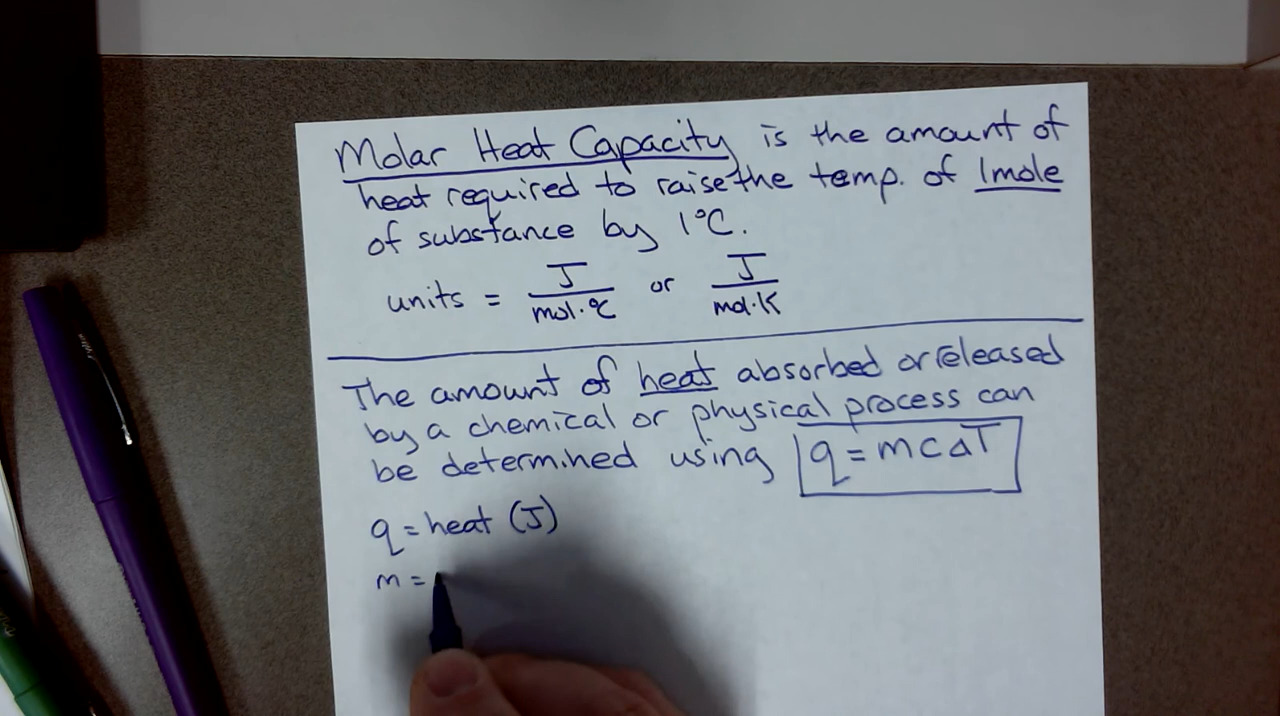 Molar Heat Capacity is the amount of
heat required to raise the temp. of 1mole
of substance by 1°C.
units = J/mol·°C or J/mol·K
The amount of heat absorbed or released
by a chemical or physical process can
be determined using q = mcΔT
q = heat (J)
m =